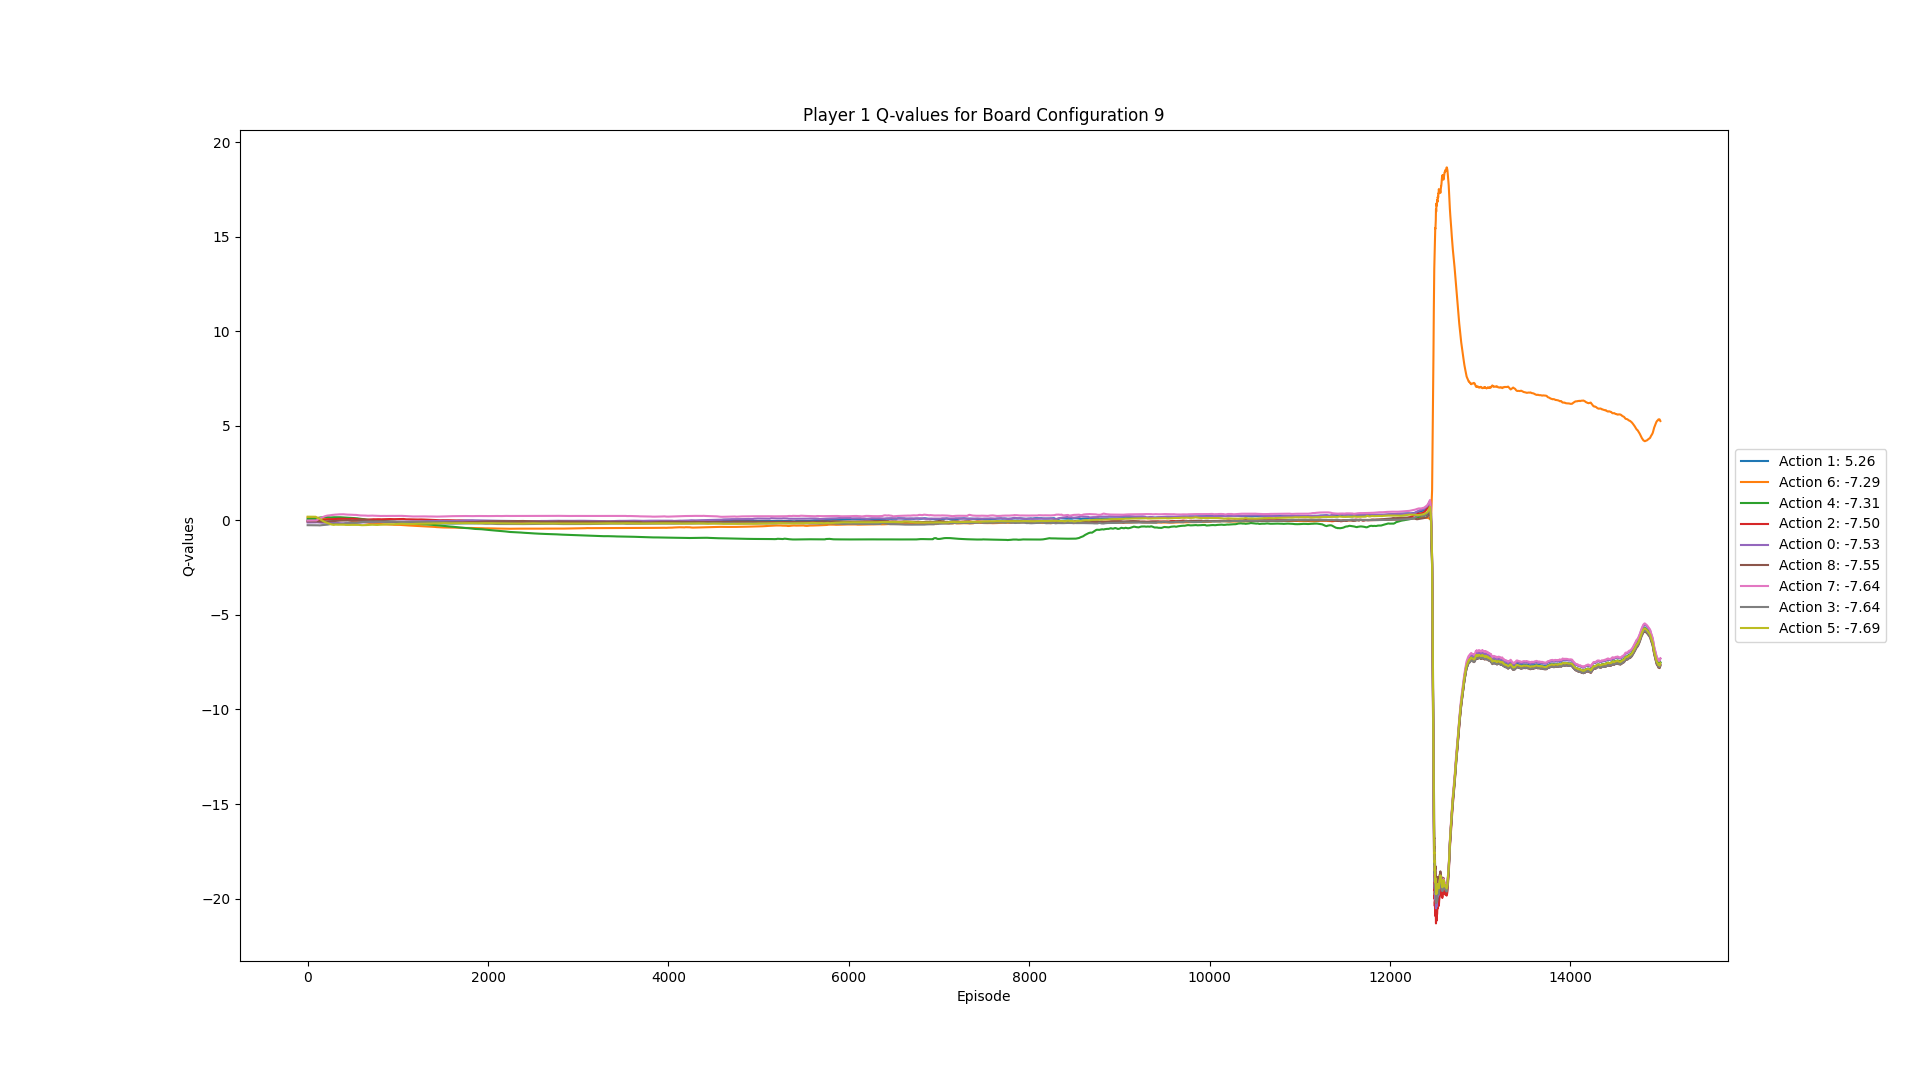 Player 1 Q-values for Board Configuration 9
20
15
10
5
0
−5
−10
−15
−20
Q-values
0 2000 4000 6000 8000 10000 12000 14000
Episode
Action 1: 5.26
Action 6: -7.29
Action 4: -7.31
Action 2: -7.50
Action 0: -7.53
Action 8: -7.55
Action 7: -7.64
Action 3: -7.64
Action 5: -7.69